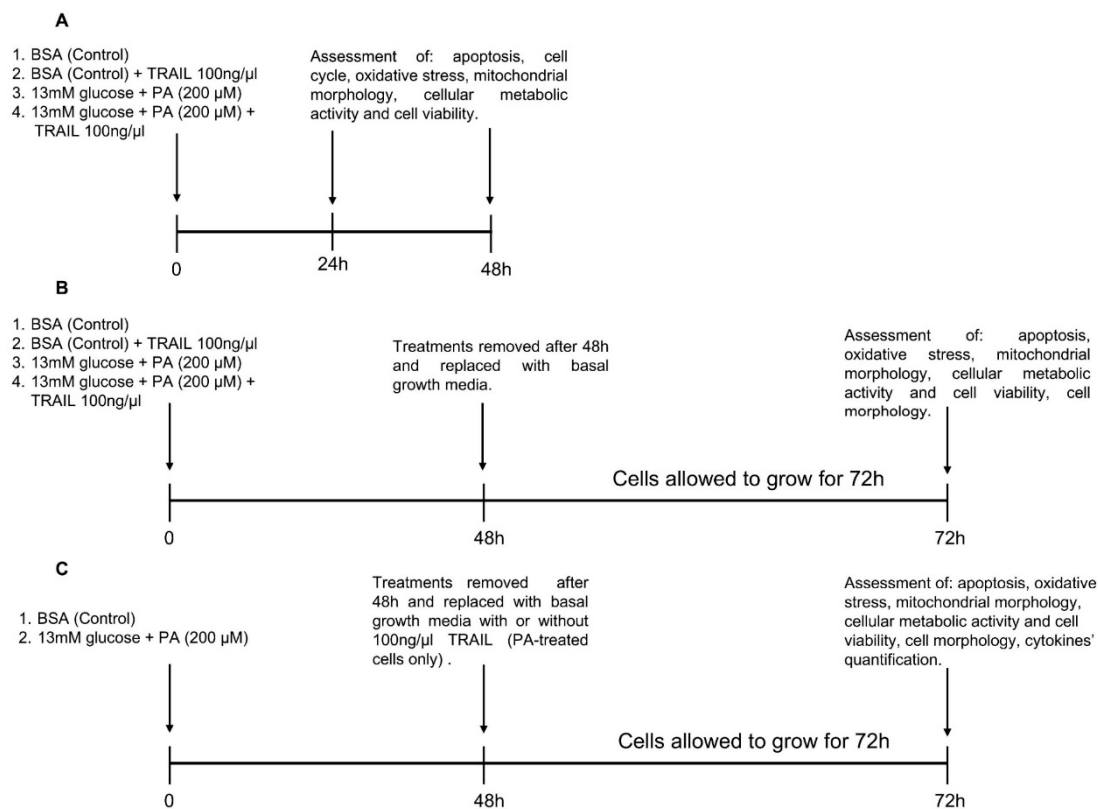 A
1. BSA (Control)
2. BSA (Control) + TRAIL 100ng/µl
3. 13mM glucose + PA (200 µM)
4. 13mM glucose + PA (200 µM) +
TRAIL 100ng/µl
Assessment of: apoptosis, cell
cycle, oxidative stress, mitochondrial
morphology, cellular metabolic
activity and cell viability.
0
24h
48h
B
1. BSA (Control)
2. BSA (Control) + TRAIL 100ng/µl
3. 13mM glucose + PA (200 µM)
4. 13mM glucose + PA (200 µM) +
TRAIL 100ng/µl
Treatments removed after 48h
and replaced with basal
growth media.
Assessment of: apoptosis,
oxidative stress, mitochondrial
morphology, cellular metabolic
activity and cell viability, cell
morphology.
Cells allowed to grow for 72h
0
48h
72h
C
1. BSA (Control)
2. 13mM glucose + PA (200 µM)
Treatments removed after
48h and replaced with basal
growth media with or without
100ng/µl TRAIL (PA-treated
cells only) .
Assessment of: apoptosis, oxidative
stress, mitochondrial morphology,
cellular metabolic activity and cell
viability, cell morphology, cytokines’
quantification.
Cells allowed to grow for 72h
0
48h
72h